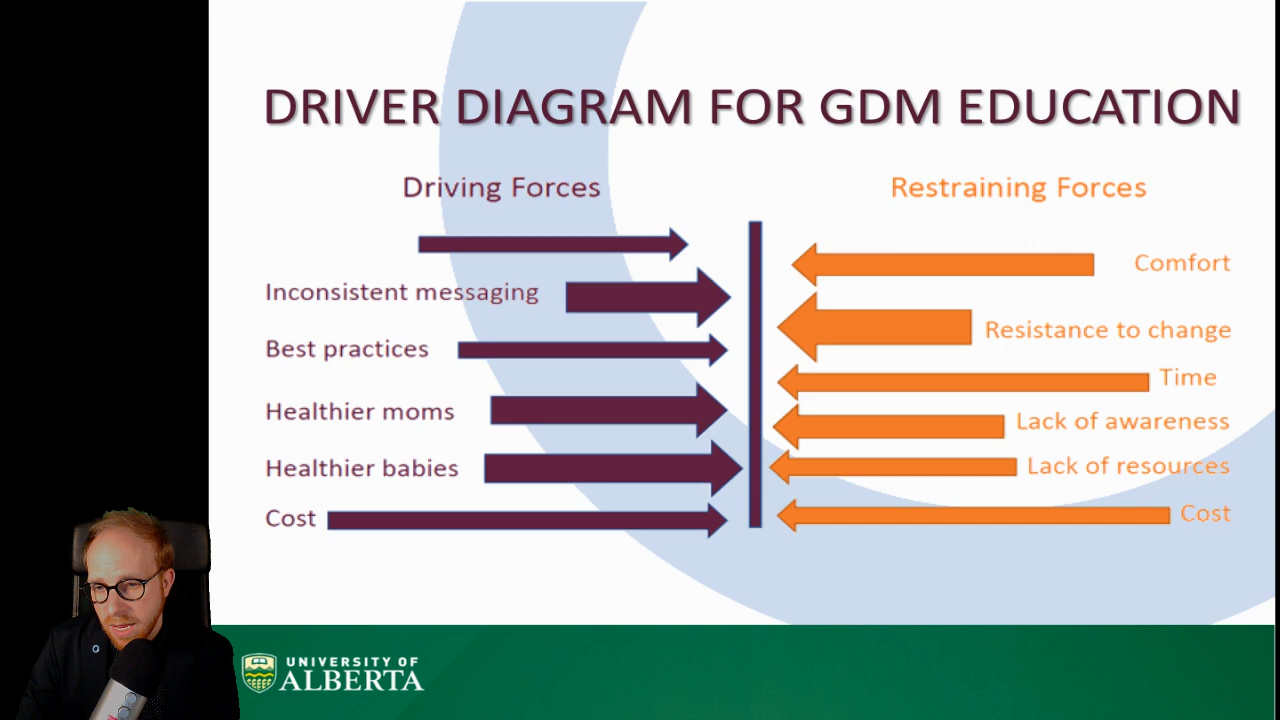 DRIVER DIAGRAM FOR GDM EDUCATION
Driving Forces
Inconsistent messaging
Best practices
Healthier moms
Healthier babies
Cost
Restraining Forces
Comfort
Resistance to change
Time
Lack of awareness
Lack of resources
Cost
UNIVERSITY OF
ALBERTA